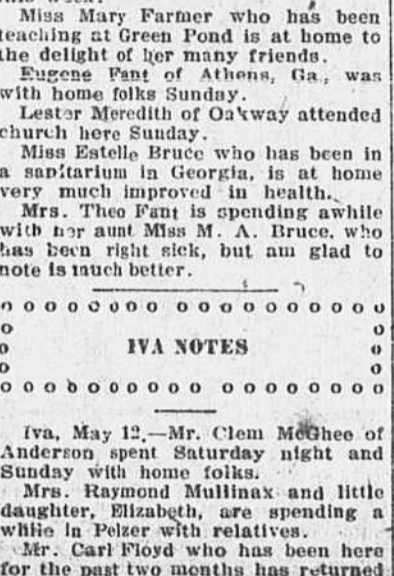 Miss Mary Farmer who has been
teaching at Green Pond is at home to
the delight of her many friends.
Eugene Fant of Athens, Ga., was
with home folks Sunday.
Lester Meredith of Oakway attended
church here Sunday.
Miss Estelle Bruce who has been in
a sanitarium in Georgia, is at home
very much improved in health.
Mrs. Theo Fant is spending awhile
with her aunt Miss M. A. Bruce, who
has been right sick, but am glad to
note is much better.
IVA NOTES
Iva, May 12.—Mr. Clem McGhee of
Anderson spent Saturday night and
Sunday with home folks.
Mrs. Raymond Mullinax and little
daughter, Elizabeth, are spending a
while in Pelzer with relatives.
Mr. Carl Floyd who has been here
for the past two months has returned